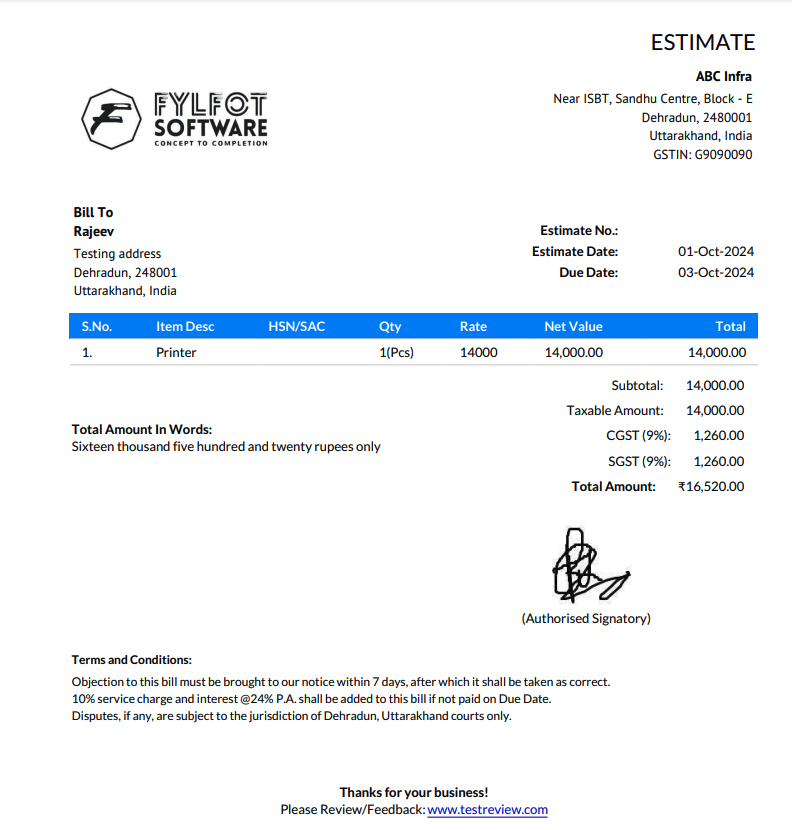 ESTIMATE
FYLFOT
SOFTWARE
CONCEPT TO COMPLETION
ABC Infra
Near ISBT, Sandhu Centre, Block - E
Dehradun, 2480001
Uttarakhand, India
GSTIN: G9090090
Bill To
Rajeev
Testing address
Dehradun, 248001
Uttarakhand, India
Estimate No.:
Estimate Date: 01-Oct-2024
Due Date: 03-Oct-2024
S.No. Item Desc HSN/SAC Qty Rate Net Value Total
1. Printer 1(Pcs) 14000 14,000.00 14,000.00
Subtotal: 14,000.00
Taxable Amount: 14,000.00
CGST (9%): 1,260.00
SGST (9%): 1,260.00
Total Amount: ₹16,520.00
Total Amount In Words:
Sixteen thousand five hundred and twenty rupees only
(Authorised Signatory)
Terms and Conditions:
Objection to this bill must be brought to our notice within 7 days, after which it shall be taken as correct.
10% service charge and interest @24% P.A. shall be added to this bill if not paid on Due Date.
Disputes, if any, are subject to the jurisdiction of Dehradun, Uttarakhand courts only.
Thanks for your business!
Please Review/Feedback: www.testreview.com